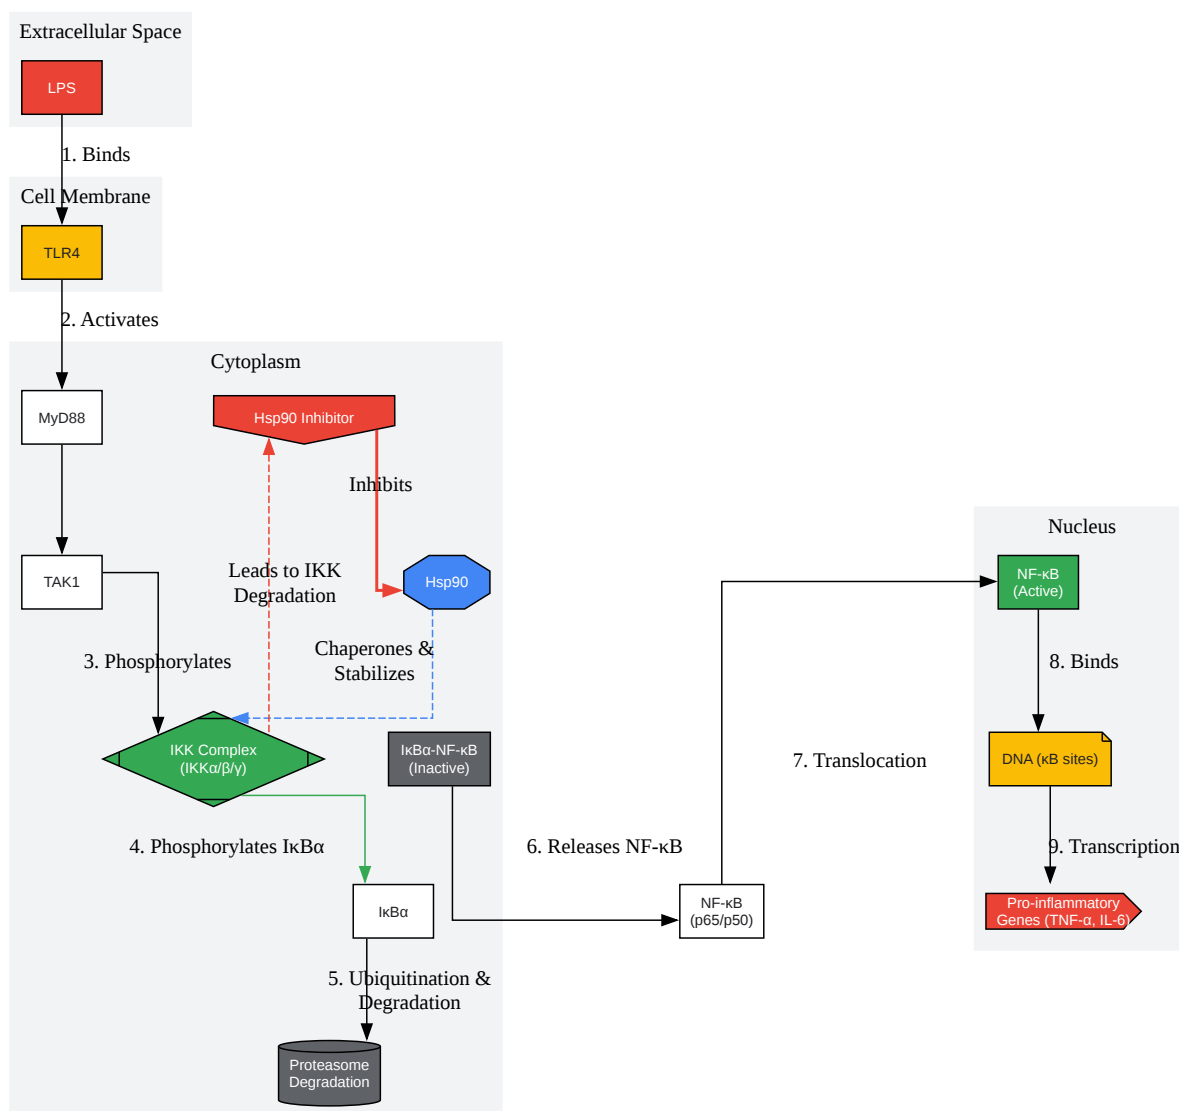 Extracellular Space
LPS
1. Binds
Cell Membrane
TLR4
2. Activates
Cytoplasm
MyD88
Hsp90 Inhibitor
Inhibits
TAK1
Leads to IKK
Degradation
Hsp90
Chaperones &
Stabilizes
3. Phosphorylates
IKK Complex
(IKKα/β/γ)
IκBα-NF-κB
(Inactive)
4. Phosphorylates IκBα
IκBα
5. Ubiquitination &
Degradation
Proteasome
Degradation
6. Releases NF-κB
NF-κB
(p65/p50)
7. Translocation
Nucleus
NF-κB
(Active)
8. Binds
DNA (κB sites)
9. Transcription
Pro-inflammatory
Genes (TNF-α, IL-6)